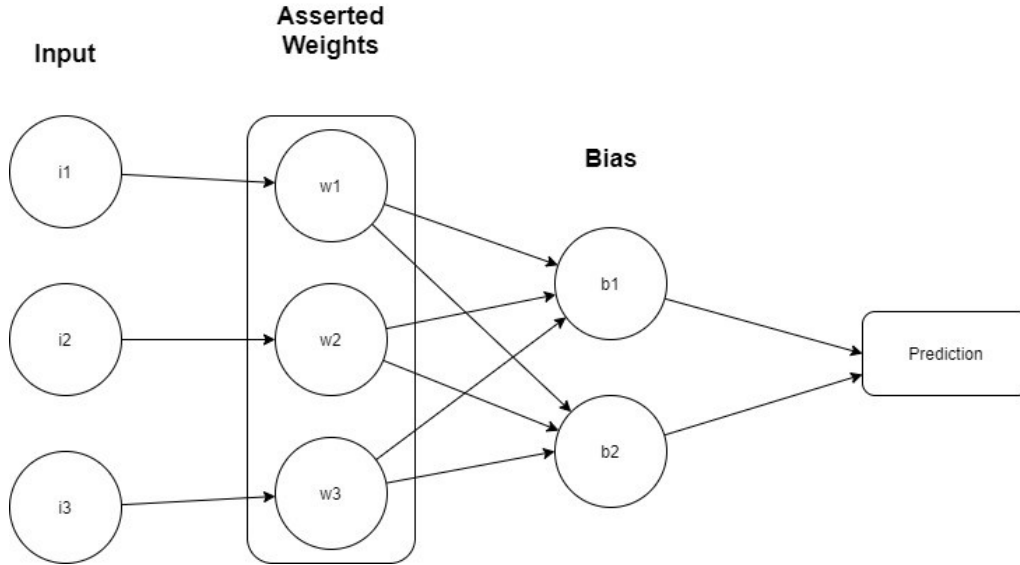 Asserted
Weights
Input
Bias
i1
w1
b1
i2
w2
Prediction
b2
i3
w3